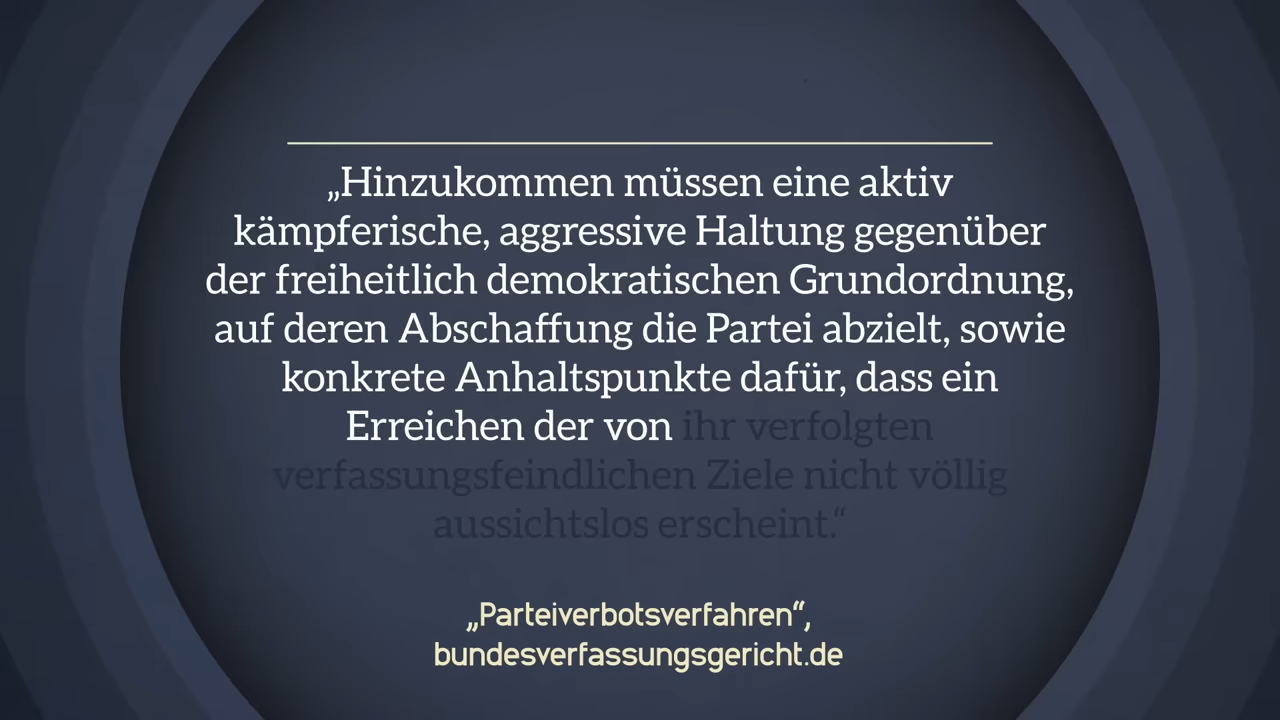 „Hinzukommen müssen eine aktiv
kämpferische, aggressive Haltung gegenüber
der freiheitlich demokratischen Grundordnung,
auf deren Abschaffung die Partei abzielt, sowie
konkrete Anhaltspunkte dafür, dass ein
Erreichen der von ihr verfolgten
verfassungsfeindlichen Ziele nicht völlig
aussichtslos erscheint.“
„Parteiverbotsverfahren“,
bundesverfassungsgericht.de